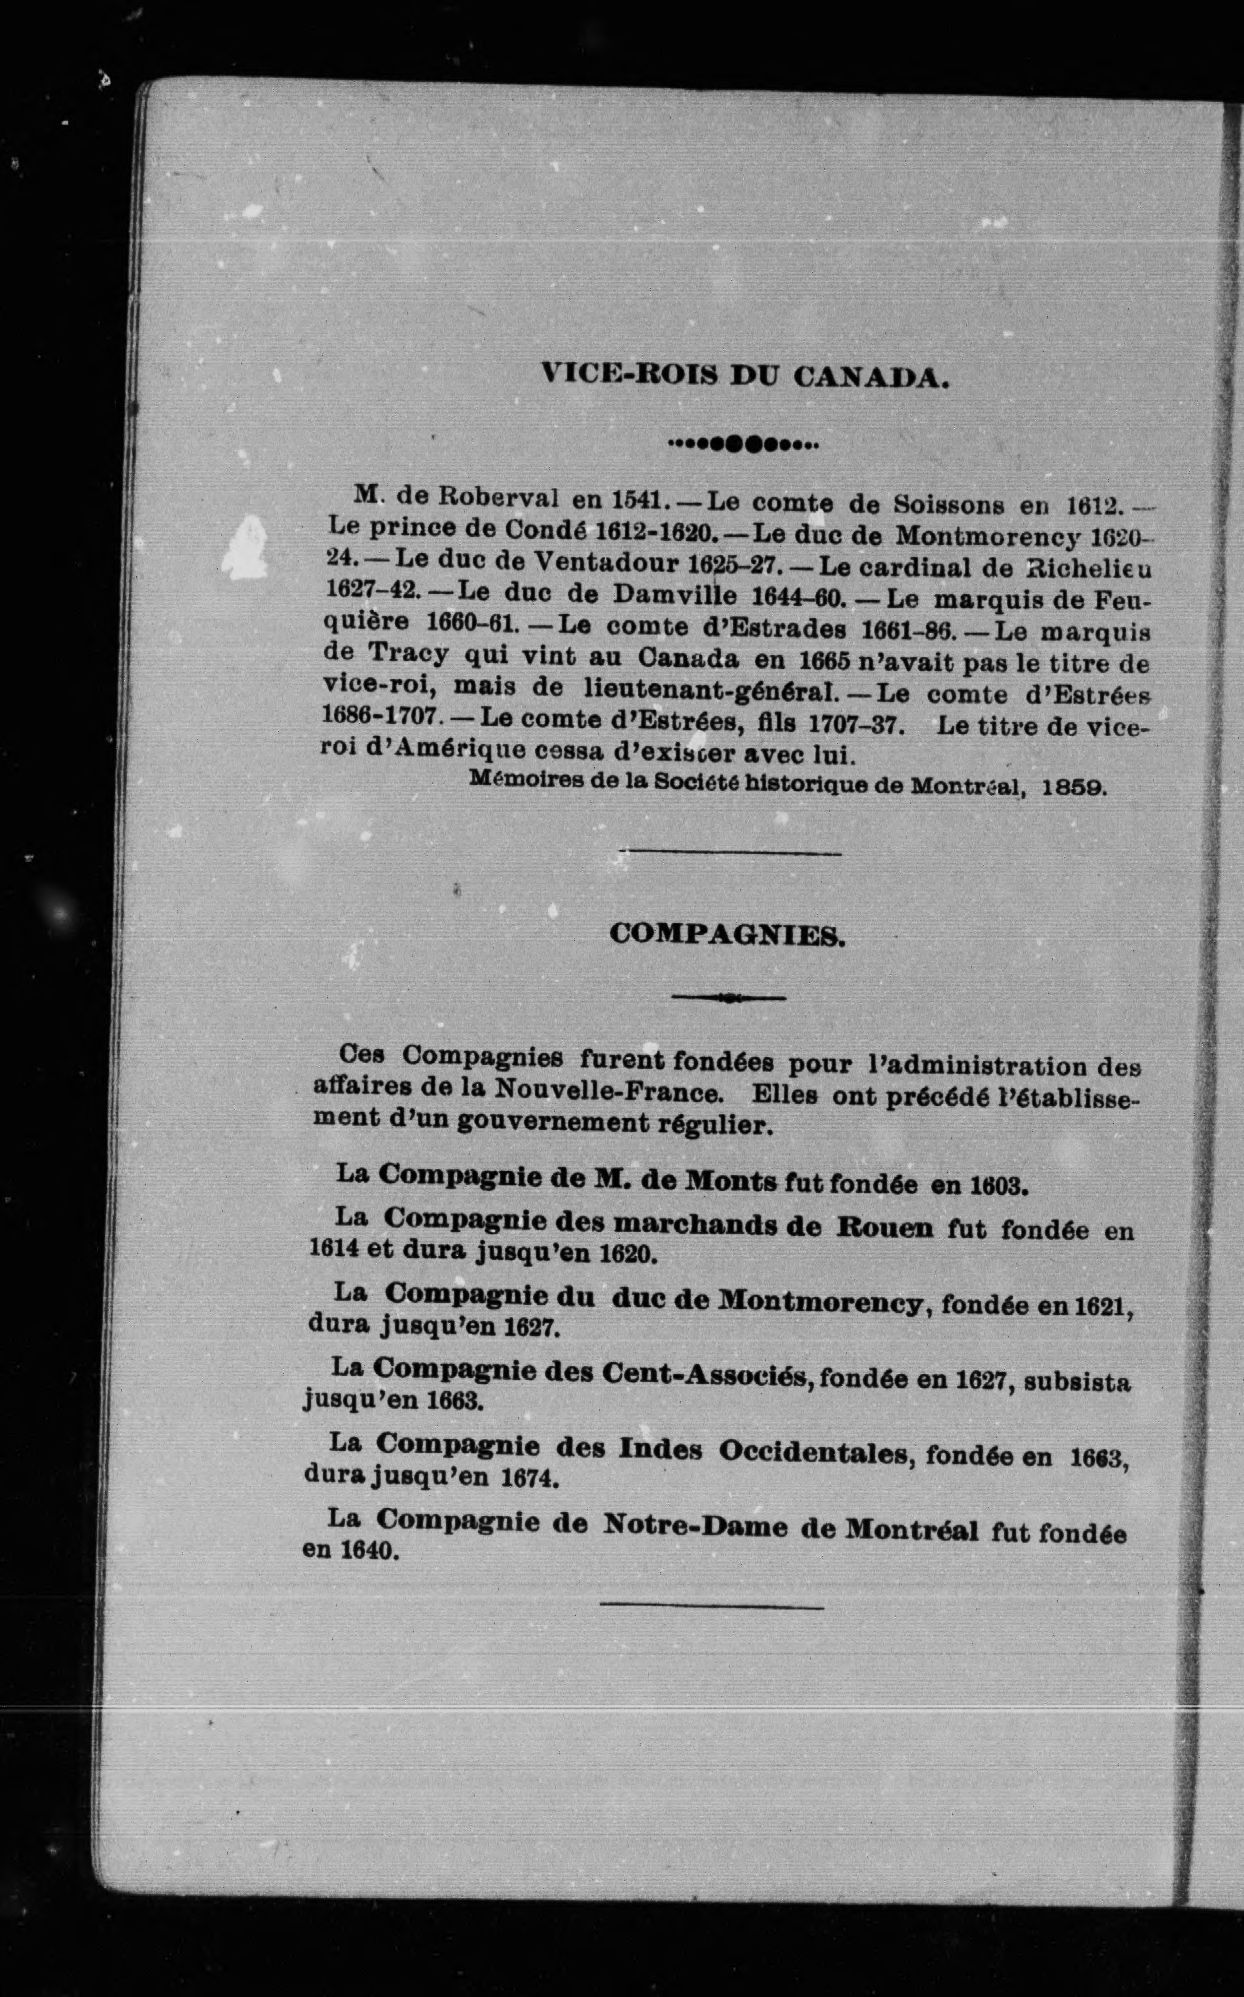 VICE-ROIS DU CANADA.
M. de Roberval en 1541. — Le comte de Soissons en 1612. —
Le prince de Condé 1612-1620. — Le duc de Montmorency 1620-
24. — Le duc de Ventadour 1625-27. — Le cardinal de Richelieu
1627-42. — Le duc de Damville 1644-60. — Le marquis de Feu-
quière 1660-61. — Le comte d'Estrades 1661-86. — Le marquis
de Tracy qui vint au Canada en 1665 n'avait pas le titre de
vice-roi, mais de lieutenant-général. — Le comte d'Estrées
1686-1707. — Le comte d'Estrées, fils 1707-37. Le titre de vice-
roi d'Amérique cessa d'exister avec lui.
Mémoires de la Société historique de Montréal, 1859.
COMPAGNIES.
Ces Compagnies furent fondées pour l'administration des
affaires de la Nouvelle-France. Elles ont précédé l'établisse-
ment d'un gouvernement régulier.
La Compagnie de M. de Monts fut fondée en 1603.
La Compagnie des marchands de Rouen fut fondée en
1614 et dura jusqu'en 1620.
La Compagnie du duc de Montmorency, fondée en 1621,
dura jusqu'en 1627.
La Compagnie des Cent-Associés, fondée en 1627, subsista
jusqu'en 1663.
La Compagnie des Indes Occidentales, fondée en 1663,
dura jusqu'en 1674.
La Compagnie de Notre-Dame de Montréal fut fondée
en 1640.